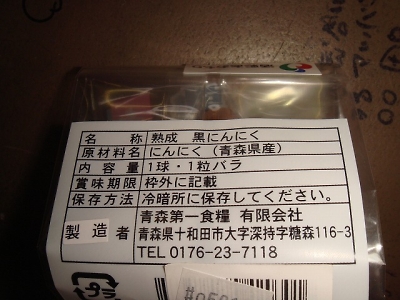 名称 熟成 黒にんにく
原材料名 にんにく（青森県産）
内容量 1球・1粒バラ
賞味期限 枠外に記載
保存方法 冷暗所に保存してください。
製造者 青森第一食糧 有限会社
青森県十和田市大字深持字糖森116-3
TEL 0176-23-7118
プラ